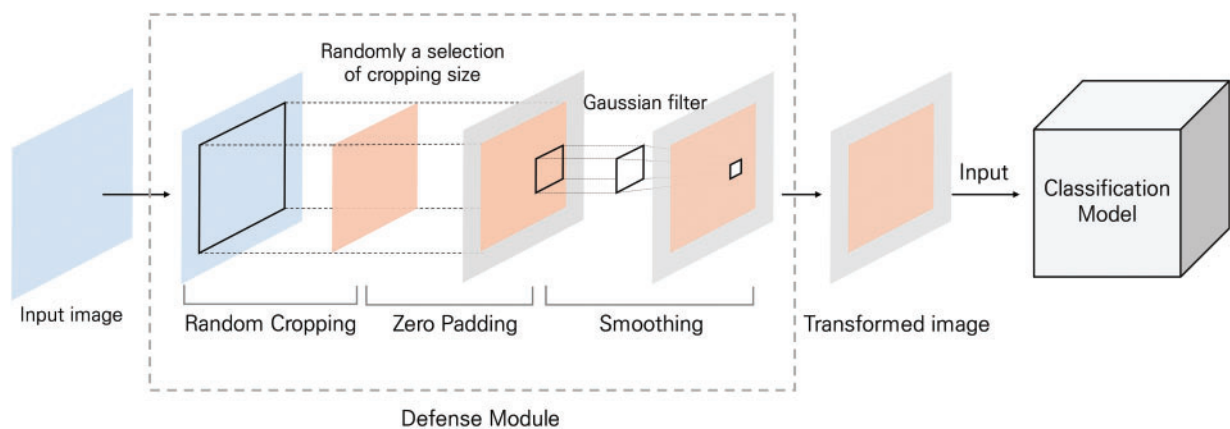 Randomly a selection
of cropping size
Gaussian filter
Input
Classification
Model
Input image
Random Cropping
Zero Padding
Smoothing
Transformed image
Defense Module